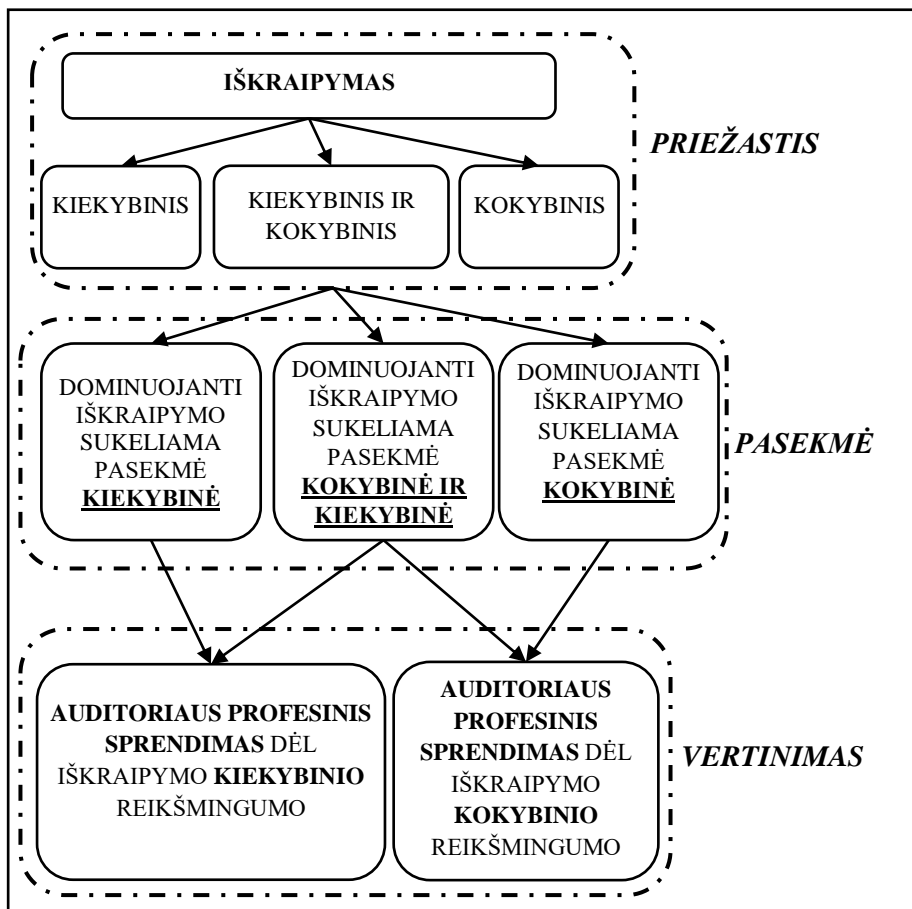 IŠKRAIPYMAS
PRIEŽASTIS
KIEKYBINIS
KIEKYBINIS IR
KOKYBINIS
KOKYBINIS
DOMINUOJANTI
IŠKRAIPYMO
SUKELIAMA
PASEKMĖ
KIEKYBINĖ
DOMINUOJANTI
IŠKRAIPYMO
SUKELIAMA
PASEKMĖ
KOKYBINĖ IR
KIEKYBINĖ
DOMINUOJANTI
IŠKRAIPYMO
SUKELIAMA
PASEKMĖ
KOKYBINĖ
PASEKMĖ
AUDITORIAUS PROFESINIS
SPRENDIMAS DĖL
IŠKRAIPYMO KIEKYBINIO
REIKŠMINGUMO
AUDITORIAUS
PROFESINIS
SPRENDIMAS DĖL
IŠKRAIPYMO
KOKYBINIO
REIKŠMINGUMO
VERTINIMAS